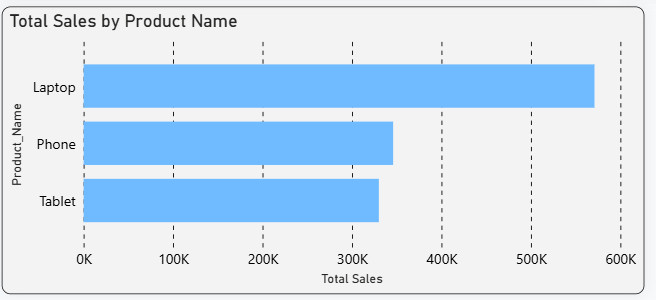 Total Sales by Product Name
Product_Name
Laptop
Phone
Tablet
0K 100K 200K 300K 400K 500K 600K
Total Sales